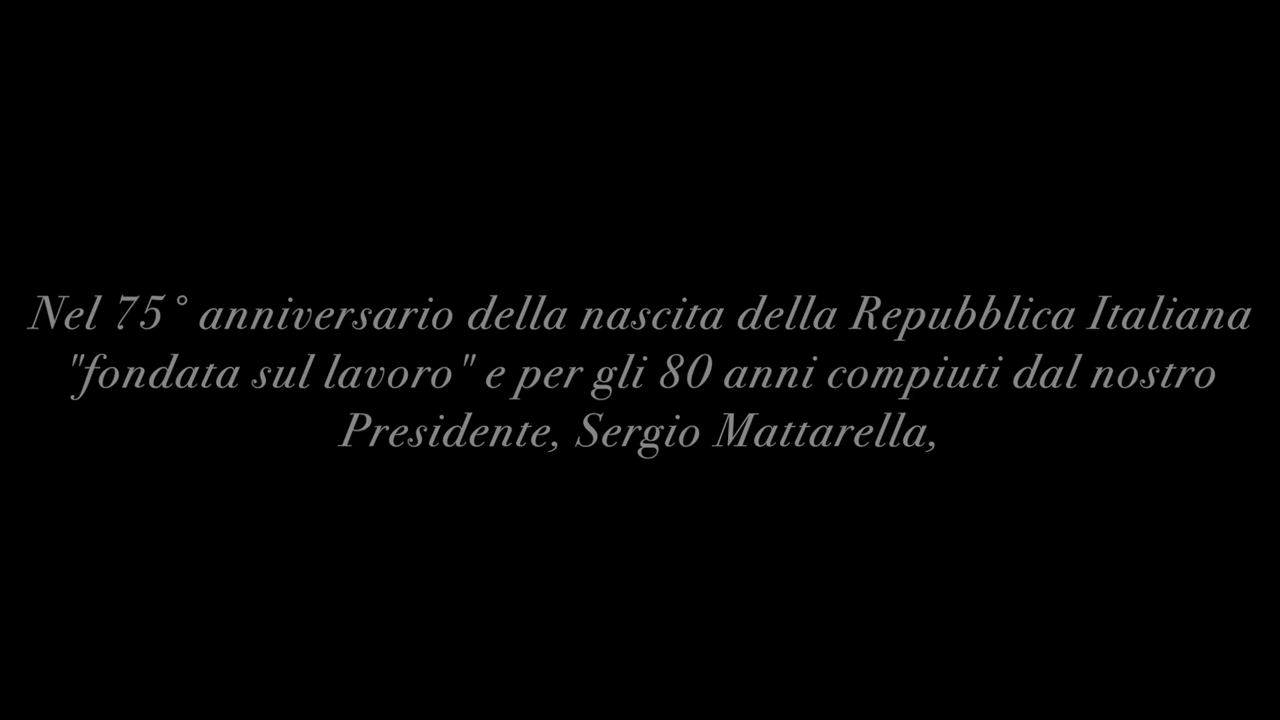 Nel 75° anniversario della nascita della Repubblica Italiana
"fondata sul lavoro" e per gli 80 anni compiuti dal nostro
Presidente, Sergio Mattarella,